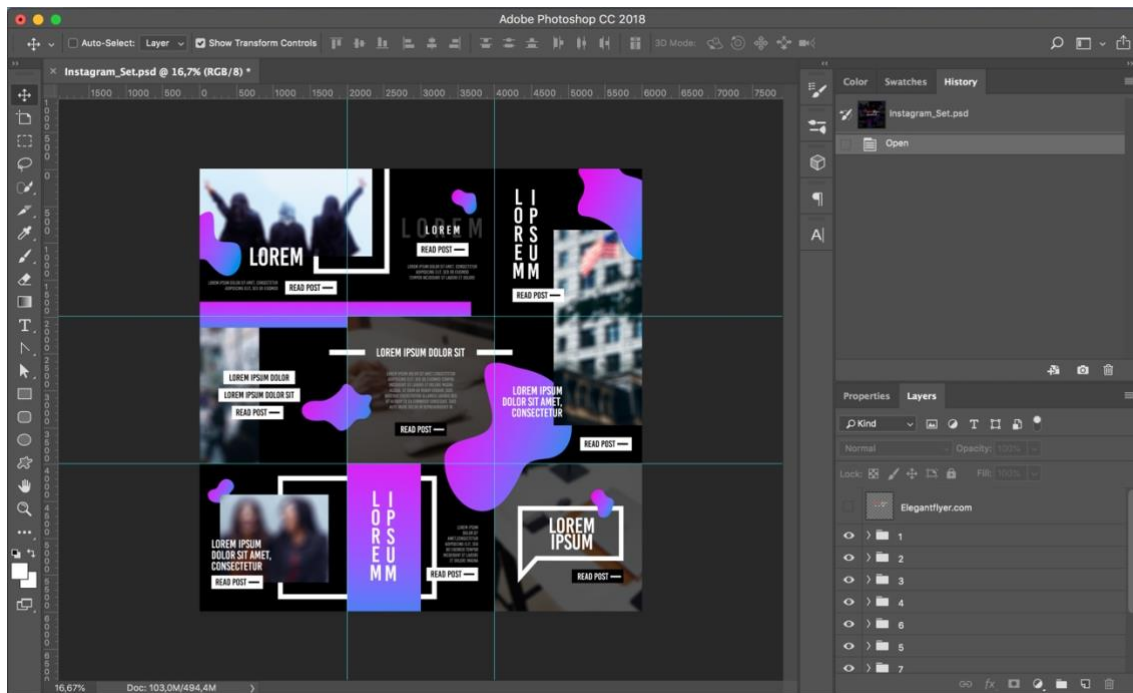 Adobe Photoshop CC 2018
Auto-Select: Layer Show Transform Controls 3D Mode:
× Instagram_Set.psd @ 16,7% (RGB/8) *
1500 1000 500 0 500 1000 1500 2000 2500 3000 3500 4000 4500 5000 5500 6000 6500 7000 7500
LOREM
READ POST
LOREM
LOREM
READ POST
LOREM
IPSUM
READ POST
LOREM IPSUM DOLOR
LOREM IPSUM DOLOR SIT
READ POST
LOREM IPSUM DOLOR SIT
READ POST
LOREM IPSUM
DOLOR SIT AMET,
CONSECTETUR
READ POST
LOREM IPSUM
DOLOR SIT AMET,
CONSECTETUR
READ POST
LOREM
IPSUM
READ POST
LOREM
IPSUM
READ POST
16,67% Doc: 103,0M/494,4M
Color Swatches History
Instagram_Set.psd
Open
Properties Layers
Kind
Normal Opacity: 100%
Lock: Fill: 100%
Elegantflyer.com
1
2
3
4
6
5
7